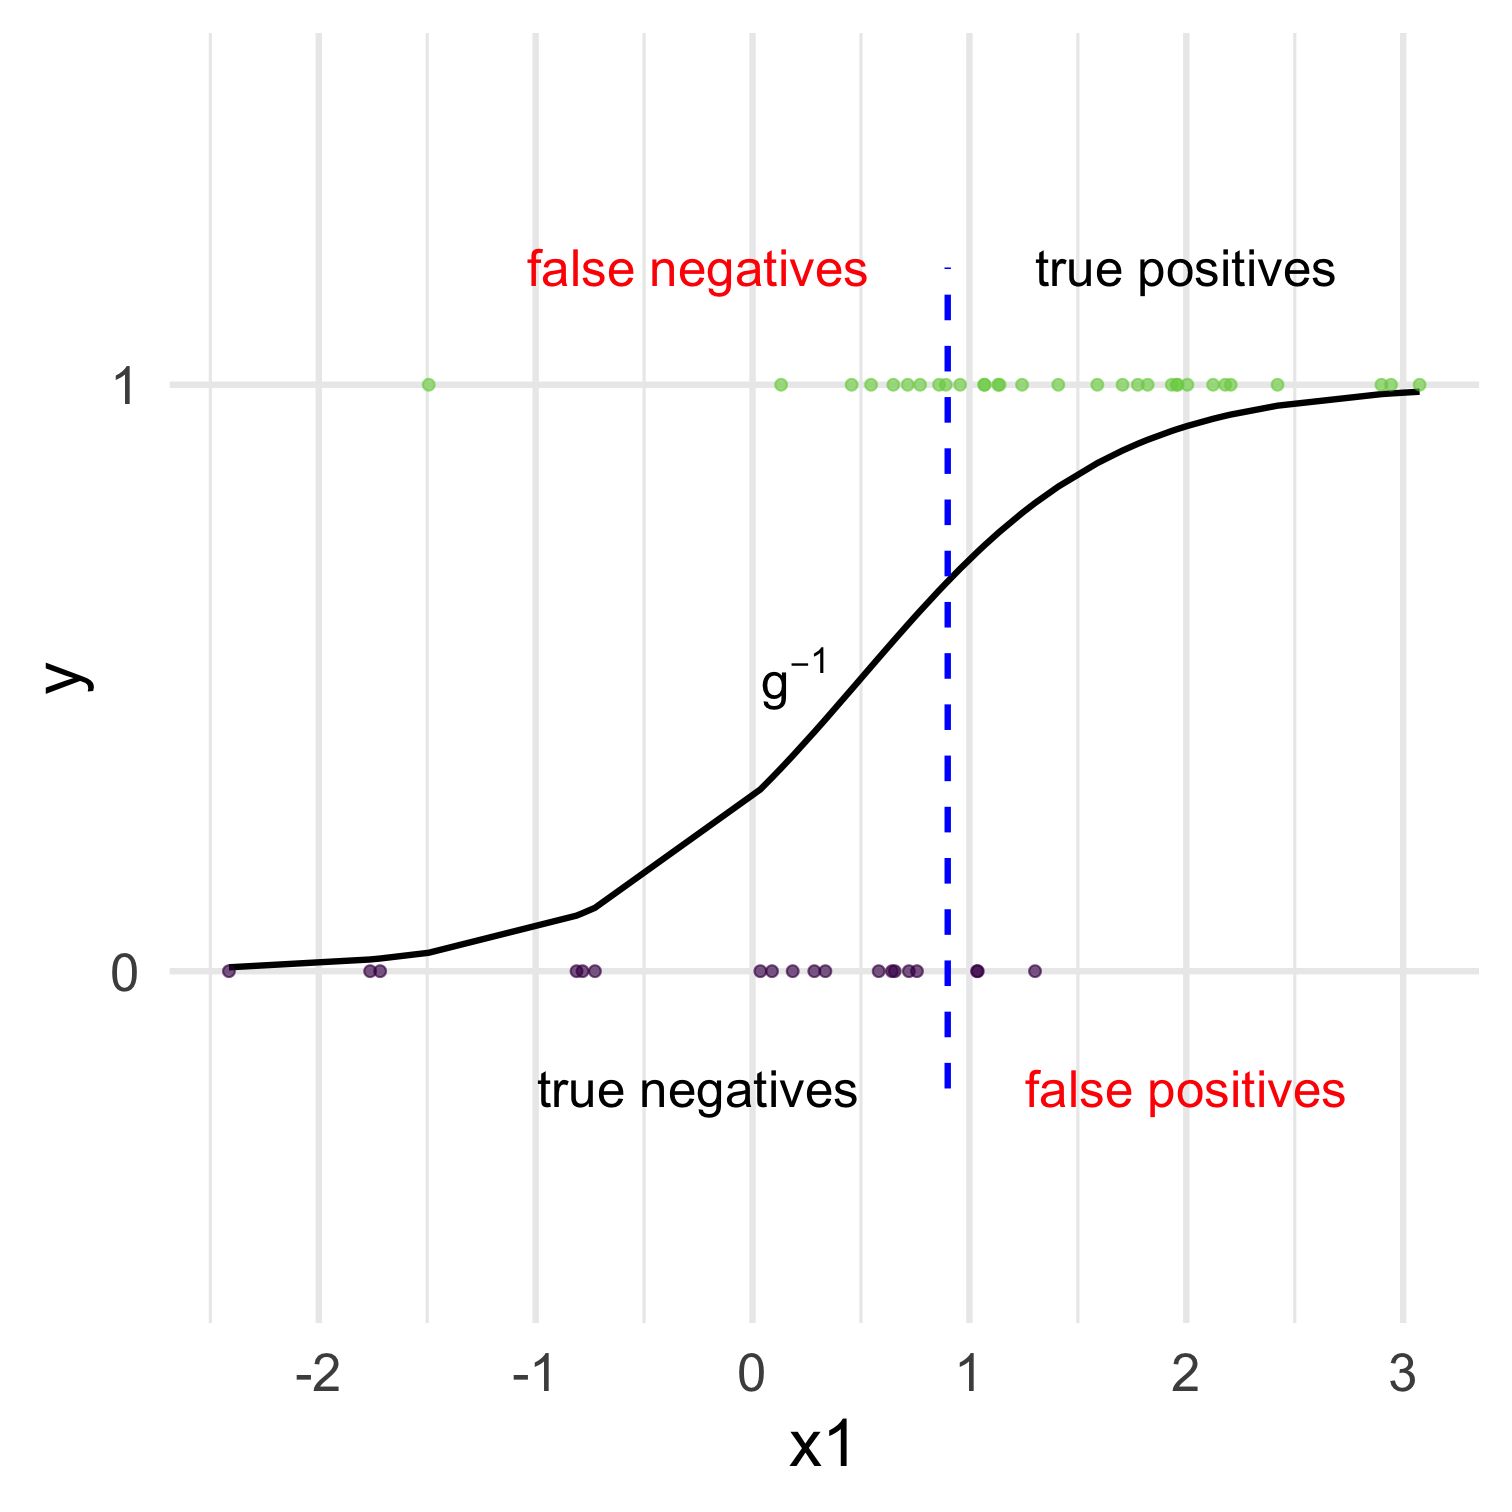 false negatives
true positives
1
g⁻¹
y
0
true negatives
false positives
-2 -1 0 1 2 3
x1